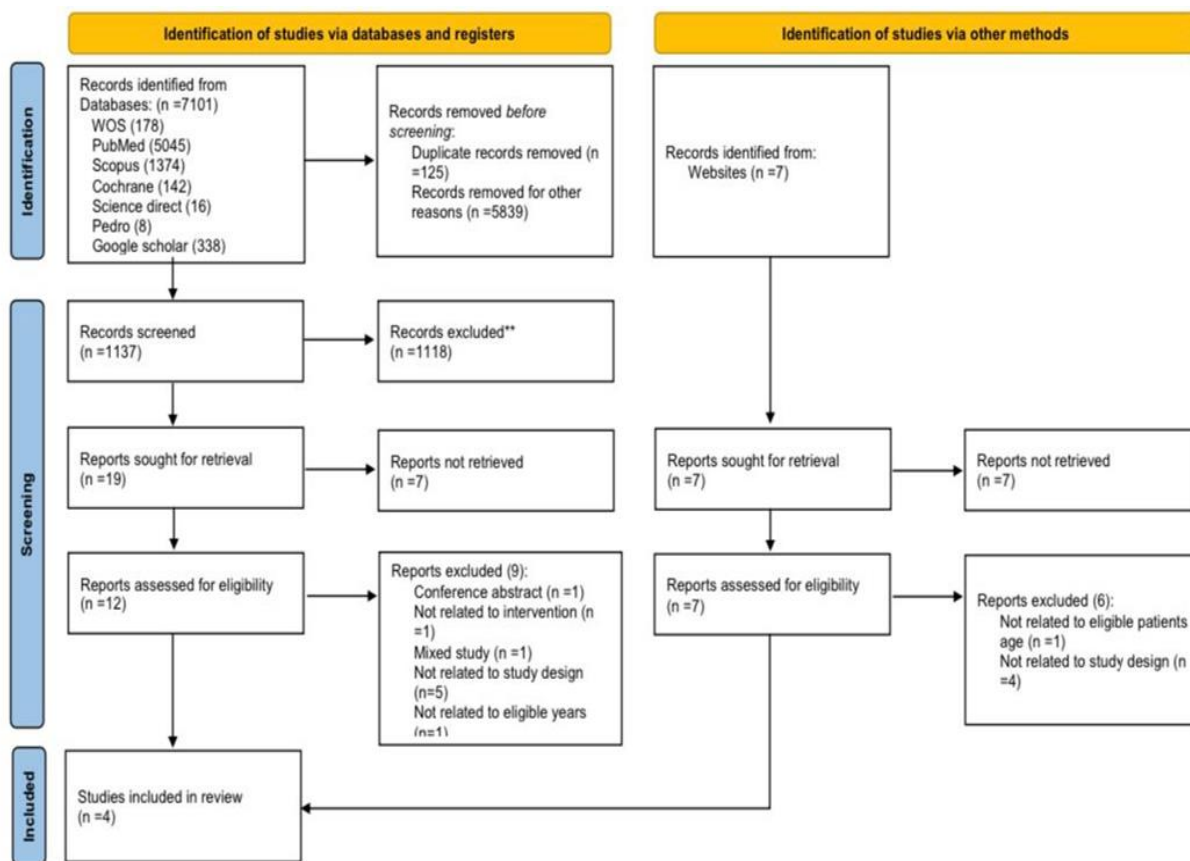 Identification of studies via databases and registers
Identification of studies via other methods
Identification
Records identified from
Databases: (n =7101)
WOS (178)
PubMed (5045)
Scopus (1374)
Cochrane (142)
Science direct (16)
Pedro (8)
Google scholar (338)
Records removed before
screening:
Duplicate records removed (n
=125)
Records removed for other
reasons (n =5839)
Records identified from:
Websites (n =7)
Screening
Records screened
(n =1137)
Records excluded**
(n =1118)
Reports sought for retrieval
(n =19)
Reports not retrieved
(n =7)
Reports sought for retrieval
(n =7)
Reports not retrieved
(n =7)
Reports assessed for eligibility
(n =12)
Reports excluded (9):
Conference abstract (n =1)
Not related to intervention (n
=1)
Mixed study (n =1)
Not related to study design
(n=5)
Not related to eligible years
(n=1)
Reports assessed for eligibility
(n =7)
Reports excluded (6):
Not related to eligible patients
age (n =1)
Not related to study design (n
=4)
Included
Studies included in review
(n =4)